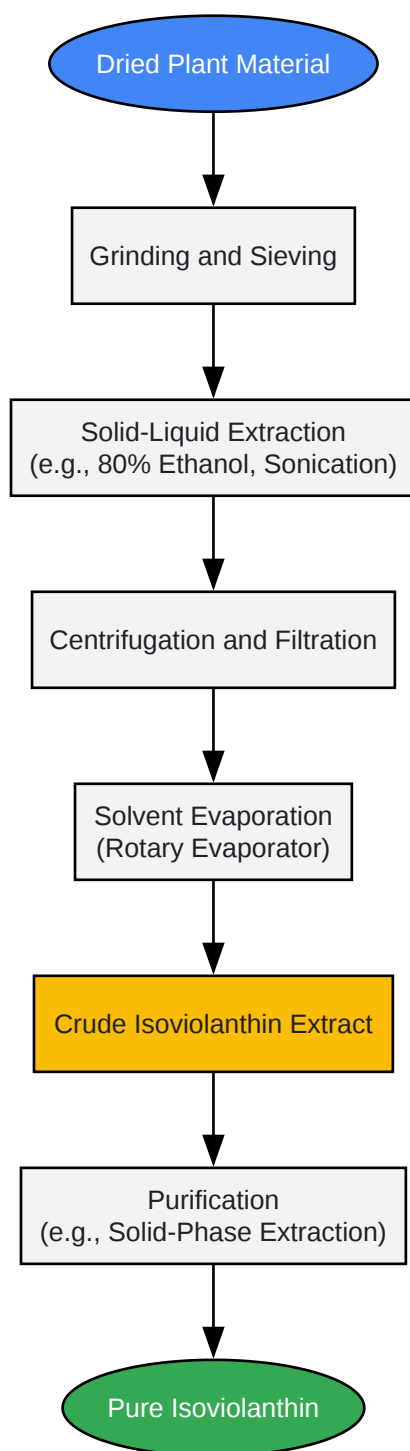 Dried Plant Material
Grinding and Sieving
Solid-Liquid Extraction
(e.g., 80% Ethanol, Sonication)
Centrifugation and Filtration
Solvent Evaporation
(Rotary Evaporator)
Crude Isoviolanthin Extract
Purification
(e.g., Solid-Phase Extraction)
Pure Isoviolanthin